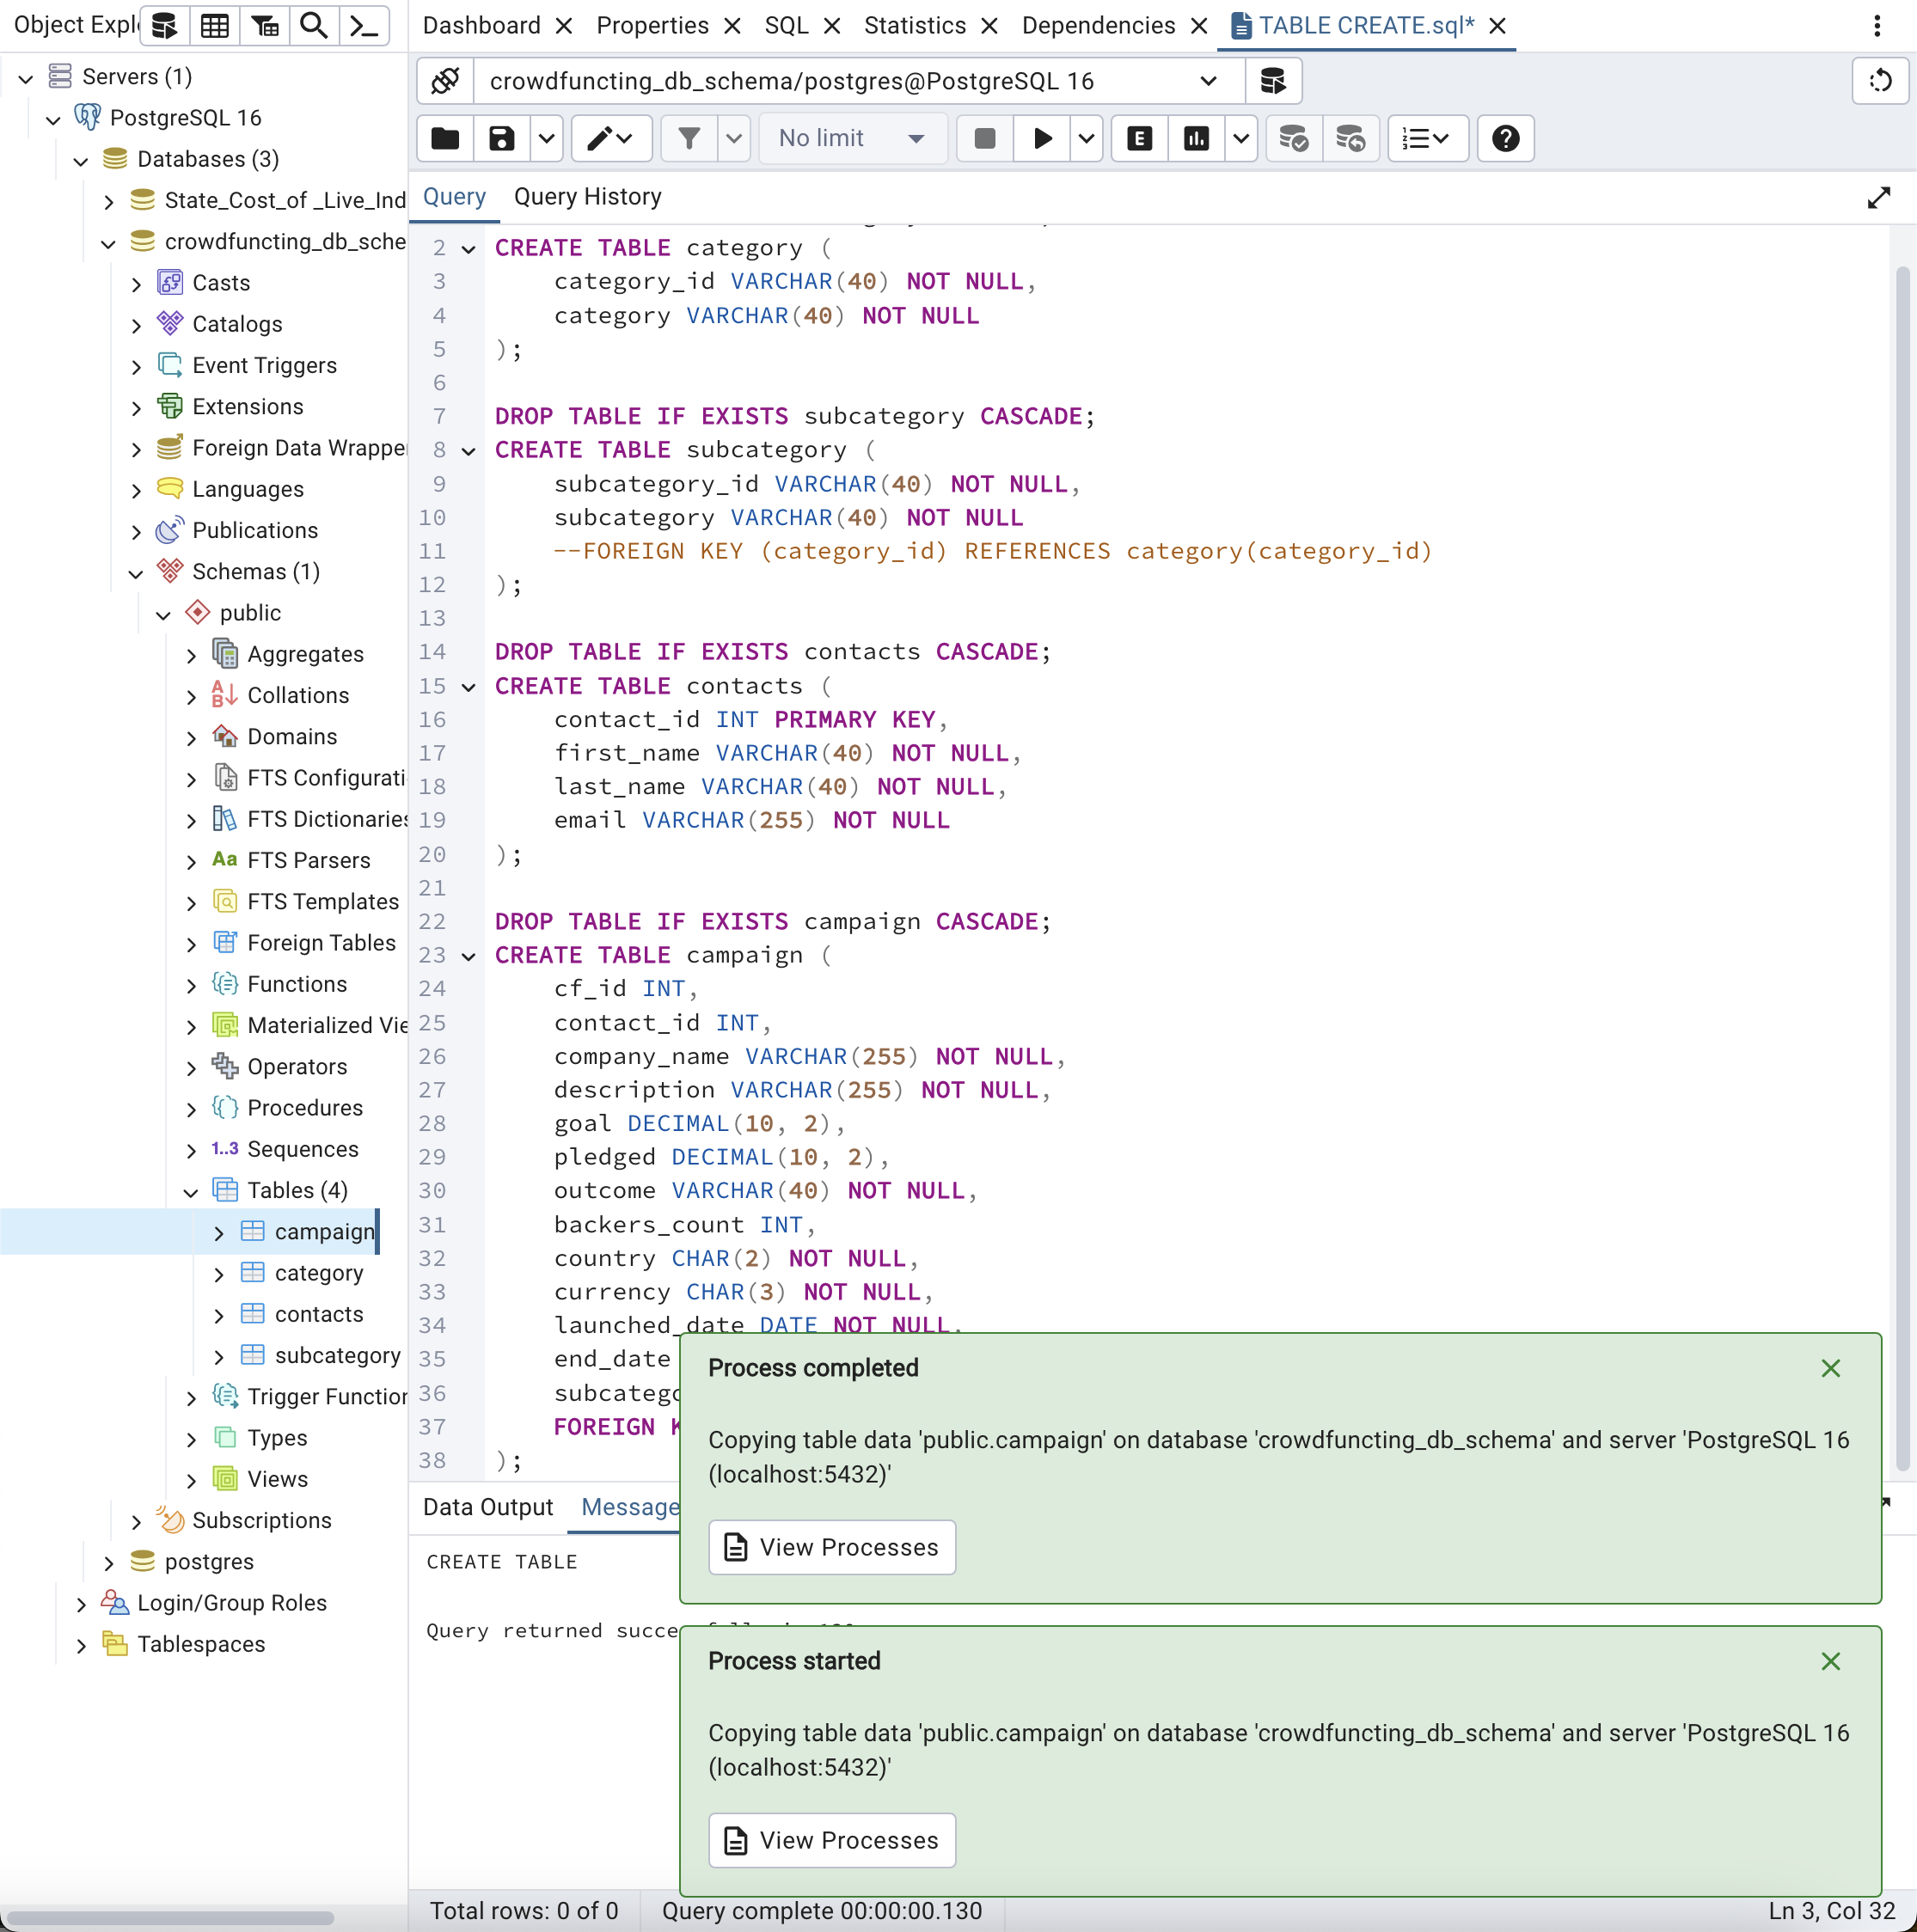 Object Expl
Dashboard
Properties
SQL
Statistics
Dependencies
TABLE CREATE.sql*
Servers (1)
PostgreSQL 16
Databases (3)
State_Cost_of _Live_Ind
crowdfuncting_db_sche
Casts
Catalogs
Event Triggers
Extensions
Foreign Data Wrapper
Languages
Publications
Schemas (1)
public
Aggregates
Collations
Domains
FTS Configurati
FTS Dictionaries
Aa FTS Parsers
FTS Templates
Foreign Tables
Functions
Materialized Vie
Operators
Procedures
1..3 Sequences
Tables (4)
campaign
category
contacts
subcategory
Trigger Function
Types
Views
Subscriptions
postgres
Login/Group Roles
Tablespaces
crowdfuncting_db_schema/postgres@PostgreSQL 16
No limit
E
Query
Query History
2 CREATE TABLE category (
3 category_id VARCHAR(40) NOT NULL,
4 category VARCHAR(40) NOT NULL
5 );
6
7 DROP TABLE IF EXISTS subcategory CASCADE;
8 CREATE TABLE subcategory (
9 subcategory_id VARCHAR(40) NOT NULL,
10 subcategory VARCHAR(40) NOT NULL
11 --FOREIGN KEY (category_id) REFERENCES category(category_id)
12 );
13
14 DROP TABLE IF EXISTS contacts CASCADE;
15 CREATE TABLE contacts (
16 contact_id INT PRIMARY KEY,
17 first_name VARCHAR(40) NOT NULL,
18 last_name VARCHAR(40) NOT NULL,
19 email VARCHAR(255) NOT NULL
20 );
21
22 DROP TABLE IF EXISTS campaign CASCADE;
23 CREATE TABLE campaign (
24 cf_id INT,
25 contact_id INT,
26 company_name VARCHAR(255) NOT NULL,
27 description VARCHAR(255) NOT NULL,
28 goal DECIMAL(10, 2),
29 pledged DECIMAL(10, 2),
30 outcome VARCHAR(40) NOT NULL,
31 backers_count INT,
32 country CHAR(2) NOT NULL,
33 currency CHAR(3) NOT NULL,
34 launched_date DATE NOT NULL,
35 end_date
36 subcatego
37 FOREIGN K
38 );
Data Output
Message
CREATE TABLE
Query returned succe
Process completed
Copying table data 'public.campaign' on database 'crowdfuncting_db_schema' and server 'PostgreSQL 16
(localhost:5432)'
View Processes
Process started
Copying table data 'public.campaign' on database 'crowdfuncting_db_schema' and server 'PostgreSQL 16
(localhost:5432)'
View Processes
Total rows: 0 of 0
Query complete 00:00:00.130
Ln 3, Col 32